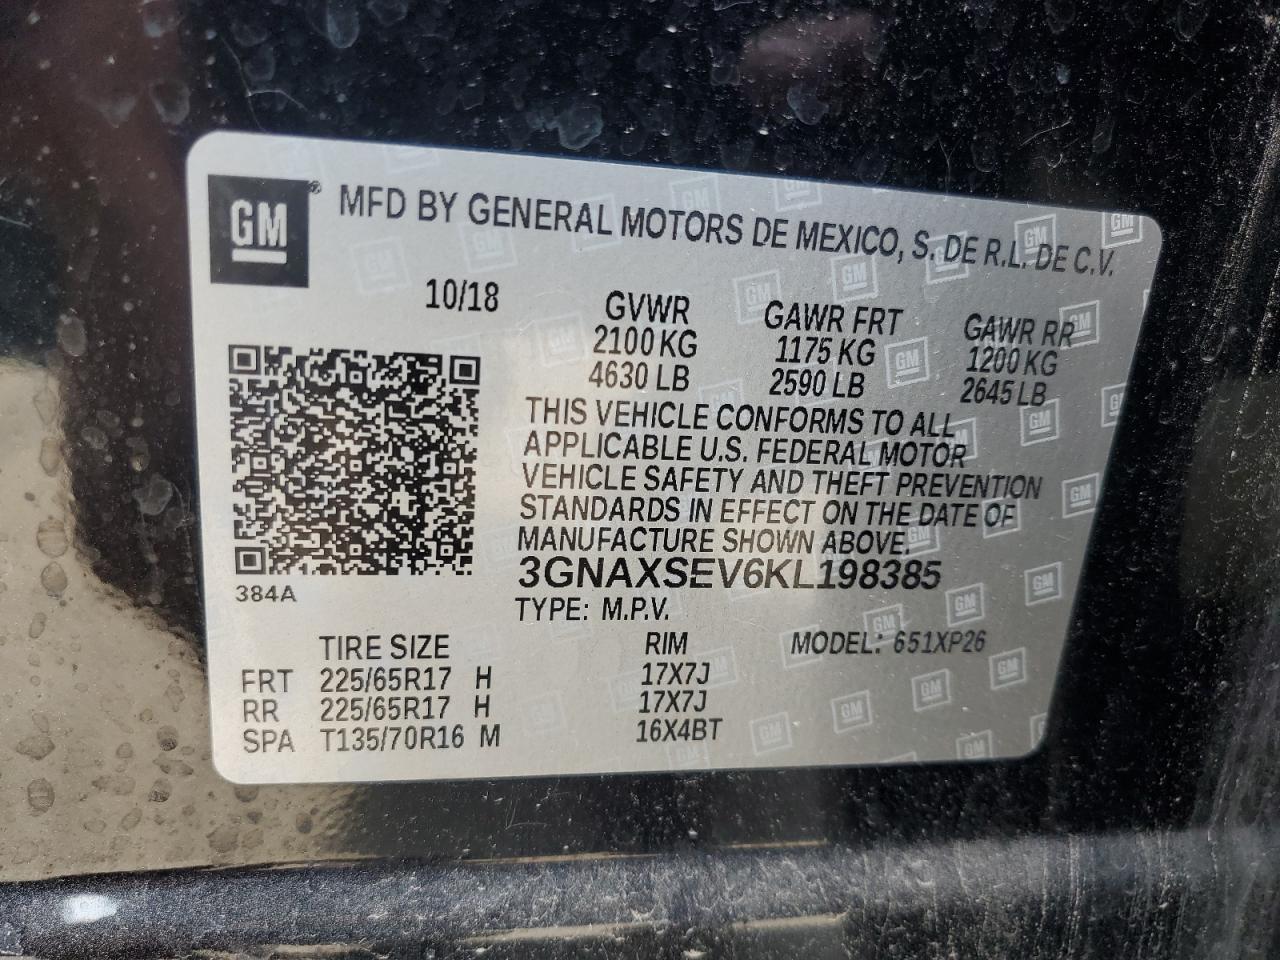 GM® MFD BY GENERAL MOTORS DE MEXICO, S. DE R.L. DE C.V.
10/18 GVWR GAWR FRT GAWR RR
2100 KG 1175 KG 1200 KG
4630 LB 2590 LB 2645 LB
THIS VEHICLE CONFORMS TO ALL
APPLICABLE U.S. FEDERAL MOTOR
VEHICLE SAFETY AND THEFT PREVENTION
STANDARDS IN EFFECT ON THE DATE OF
MANUFACTURE SHOWN ABOVE.
3GNAXSEV6KL198385
384A
TYPE: M.P.V.
TIRE SIZE RIM MODEL: 651XP26
FRT 225/65R17 H 17X7J
RR 225/65R17 H 17X7J
SPA T135/70R16 M 16X4BT